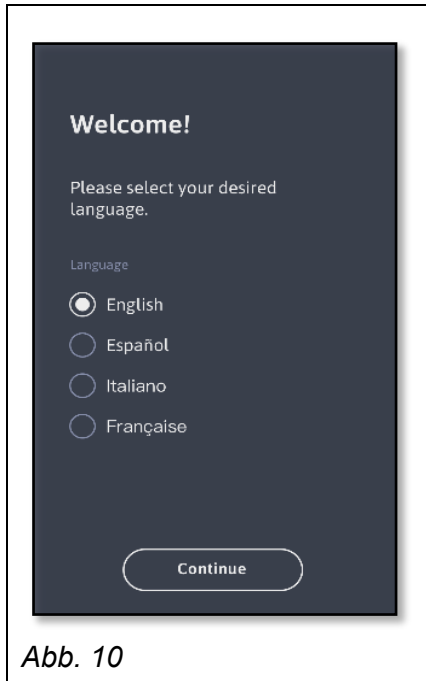 Welcome!
Please select your desired
language.
Language
English
Español
Italiano
Française
Continue
Abb. 10